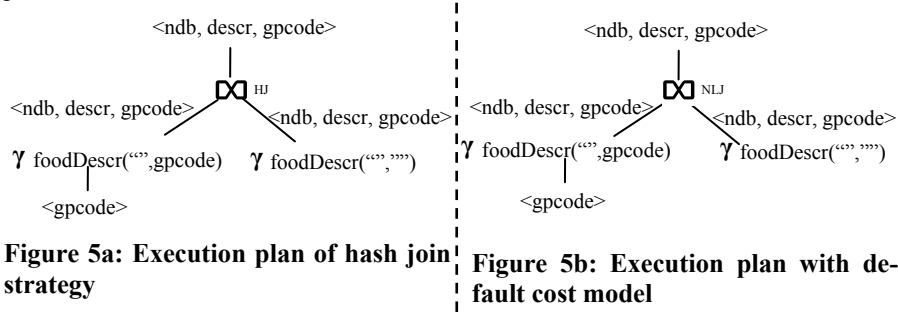 <ndb, descr, gpcode>
HJ
<ndb, descr, gpcode>
<ndb, descr, gpcode>
γ foodDescr(“”,gpcode)
γ foodDescr(“”,””)
<gpcode>
Figure 5a: Execution plan of hash join
strategy
<ndb, descr, gpcode>
NLJ
<ndb, descr, gpcode>
<ndb, descr, gpcode>
γ foodDescr(“”,gpcode)
γ foodDescr(“”,””)
<gpcode>
Figure 5b: Execution plan with de-
fault cost model